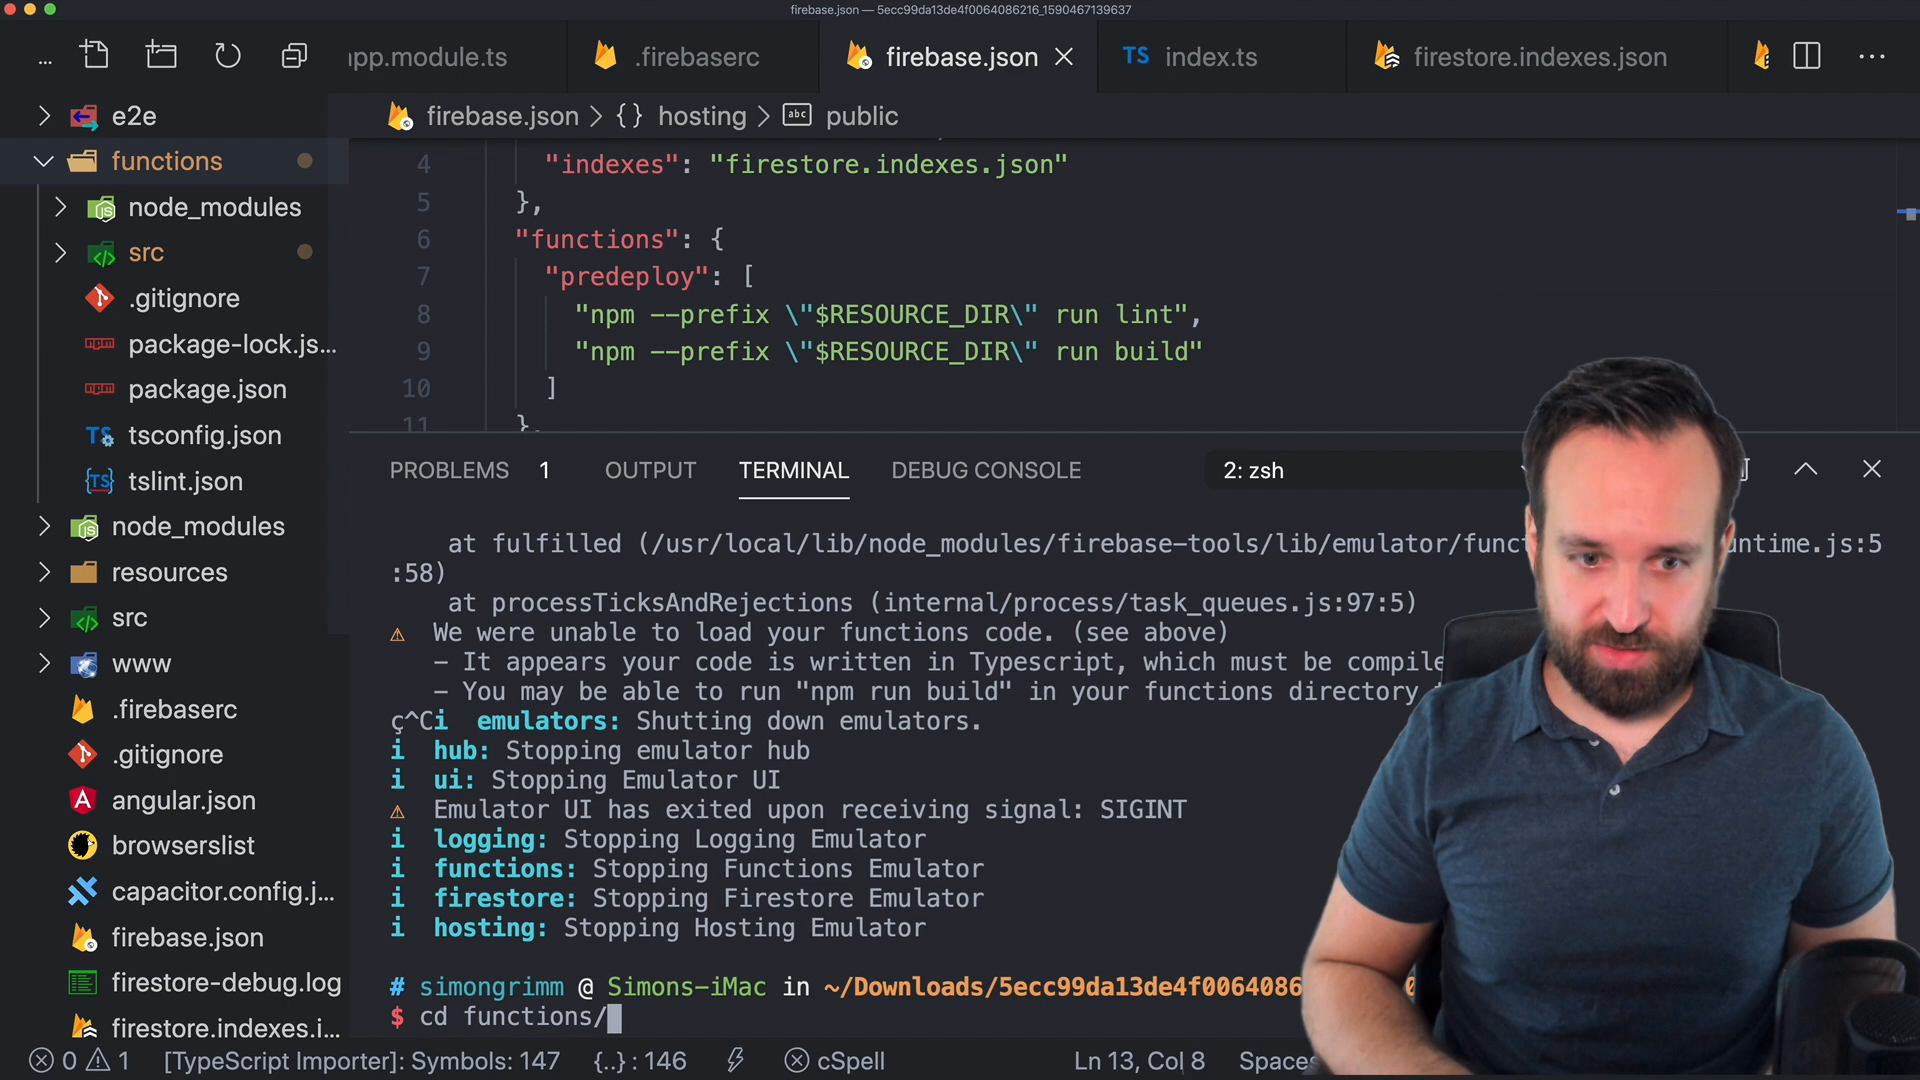 firebase.json — 5ecc99da13de4f0064086216_1590467139637
...
app.module.ts
.firebaserc
firebase.json
TS index.ts
firestore.indexes.json
e2e
functions
node_modules
src
.gitignore
package-lock.js...
package.json
tsconfig.json
tslint.json
node_modules
resources
src
www
.firebaserc
.gitignore
angular.json
browserslist
capacitor.config.j...
firebase.json
firestore-debug.log
firestore.indexes.i...
firebase.json > {} hosting > abc public
4 "indexes": "firestore.indexes.json"
5 },
6 "functions": {
7 "predeploy": [
8 "npm --prefix \"$RESOURCE_DIR\" run lint",
9 "npm --prefix \"$RESOURCE_DIR\" run build"
10 ]
11 },
PROBLEMS 1 OUTPUT TERMINAL DEBUG CONSOLE 2: zsh
at fulfilled (/usr/local/lib/node_modules/firebase-tools/lib/emulator/funct untime.js:5
:58)
at processTicksAndRejections (internal/process/task_queues.js:97:5)
⚠ We were unable to load your functions code. (see above)
- It appears your code is written in Typescript, which must be compile
- You may be able to run "npm run build" in your functions directory
ç^Ci emulators: Shutting down emulators.
i hub: Stopping emulator hub
i ui: Stopping Emulator UI
⚠ Emulator UI has exited upon receiving signal: SIGINT
i logging: Stopping Logging Emulator
i functions: Stopping Functions Emulator
i firestore: Stopping Firestore Emulator
i hosting: Stopping Hosting Emulator
# simongrimm @ Simons-iMac in ~/Downloads/5ecc99da13de4f0064086
$ cd functions/
0 ⚠ 1 [TypeScript Importer]: Symbols: 147 {..} : 146 cSpell Ln 13, Col 8 Spaces